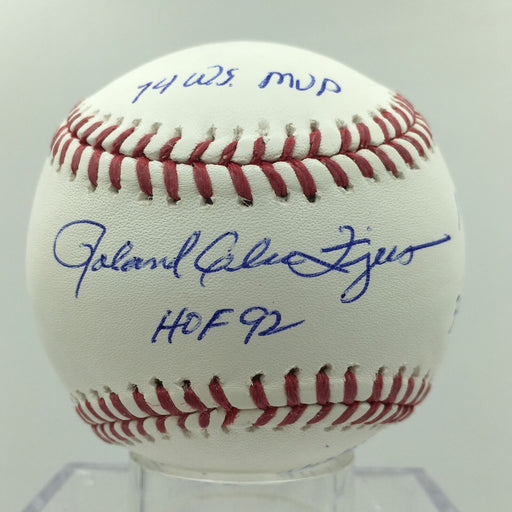 74 W.S. MVP
Roland Glen Fingers
HOF 92